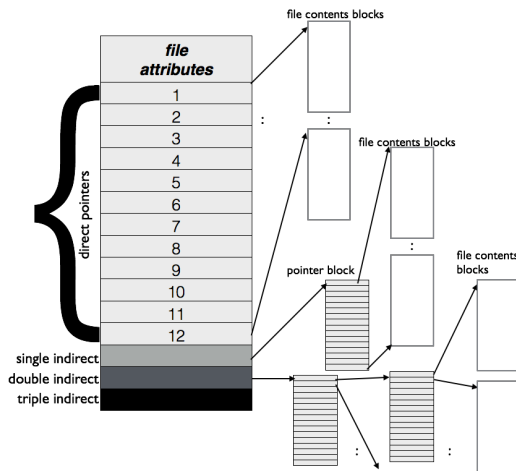 file contents blocks
file
attributes
1
2
3
4
5
6
7
8
9
10
11
12
direct pointers
:
:
file contents blocks
:
pointer block
file contents
blocks
single indirect
double indirect
triple indirect
:
: